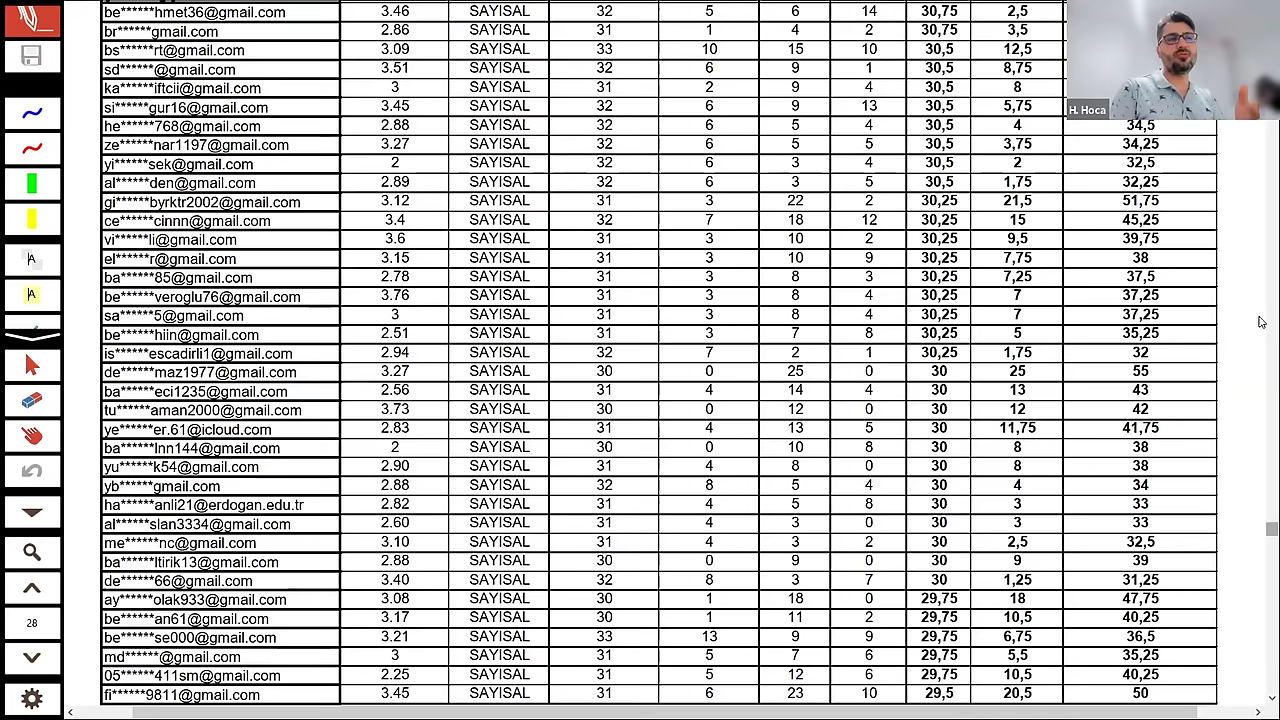 be******hmet36@gmail.com 3.46 SAYISAL 32 5 6 14 30,75 2,5
br******gmail.com 2.86 SAYISAL 31 1 4 2 30,75 3,5
bs******rt@gmail.com 3.09 SAYISAL 33 10 15 10 30,5 12,5
sd******@gmail.com 3.51 SAYISAL 32 6 9 1 30,5 8,75
ka******iftcii@gmail.com 3 SAYISAL 31 2 9 4 30,5 8
si******gur16@gmail.com 3.45 SAYISAL 32 6 9 13 30,5 5,75
H. Hoca
he******768@gmail.com 2.88 SAYISAL 32 6 5 4 30,5 4 34,5
ze******nar1197@gmail.com 3.27 SAYISAL 32 6 5 5 30,5 3,75 34,25
yi******sek@gmail.com 2 SAYISAL 32 6 3 4 30,5 2 32,5
al******den@gmail.com 2.89 SAYISAL 32 6 3 5 30,5 1,75 32,25
gi******byrktr2002@gmail.com 3.12 SAYISAL 31 3 22 2 30,25 21,5 51,75
ce******cinnn@gmail.com 3.4 SAYISAL 32 7 18 12 30,25 15 45,25
vi******li@gmail.com 3.6 SAYISAL 31 3 10 2 30,25 9,5 39,75
el******r@gmail.com 3.15 SAYISAL 31 3 10 9 30,25 7,75 38
ba******85@gmail.com 2.78 SAYISAL 31 3 8 3 30,25 7,25 37,5
be******veroglu76@gmail.com 3.76 SAYISAL 31 3 8 4 30,25 7 37,25
sa******5@gmail.com 3 SAYISAL 31 3 8 4 30,25 7 37,25
be******hiin@gmail.com 2.51 SAYISAL 31 3 7 8 30,25 5 35,25
is******escadirli1@gmail.com 2.94 SAYISAL 32 7 2 1 30,25 1,75 32
de******maz1977@gmail.com 3.27 SAYISAL 30 0 25 0 30 25 55
ba******eci1235@gmail.com 2.56 SAYISAL 31 4 14 4 30 13 43
tu******aman2000@gmail.com 3.73 SAYISAL 30 0 12 0 30 12 42
ye******er.61@icloud.com 2.83 SAYISAL 31 4 13 5 30 11,75 41,75
ba******lnn144@gmail.com 2 SAYISAL 30 0 10 8 30 8 38
yu******k54@gmail.com 2.90 SAYISAL 31 4 8 0 30 8 38
yb******gmail.com 2.88 SAYISAL 32 8 5 4 30 4 34
ha******anli21@erdogan.edu.tr 2.82 SAYISAL 31 4 5 8 30 3 33
al******slan3334@gmail.com 2.60 SAYISAL 31 4 3 0 30 3 33
me******nc@gmail.com 3.10 SAYISAL 31 4 3 2 30 2,5 32,5
ba******ltirik13@gmail.com 2.88 SAYISAL 30 0 9 0 30 9 39
de******66@gmail.com 3.40 SAYISAL 32 8 3 7 30 1,25 31,25
ay******olak933@gmail.com 3.08 SAYISAL 30 1 18 0 29,75 18 47,75
be******an61@gmail.com 3.17 SAYISAL 30 1 11 2 29,75 10,5 40,25
be******se000@gmail.com 3.21 SAYISAL 33 13 9 9 29,75 6,75 36,5
md******@gmail.com 3 SAYISAL 31 5 7 6 29,75 5,5 35,25
05******411sm@gmail.com 2.25 SAYISAL 31 5 12 6 29,75 10,5 40,25
fi******9811@gmail.com 3.45 SAYISAL 31 6 23 10 29,5 20,5 50
A
A
28